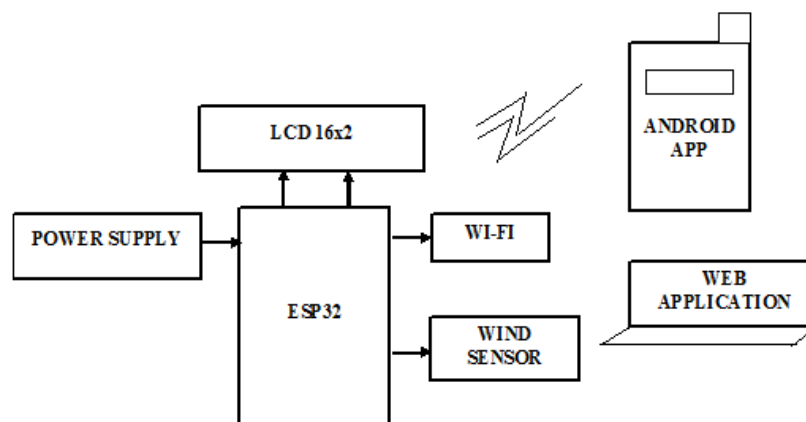 LCD 16x2
ANDROID
APP
POWER SUPPLY
WI-FI
ESP32
WIND
SENSOR
WEB
APPLICATION